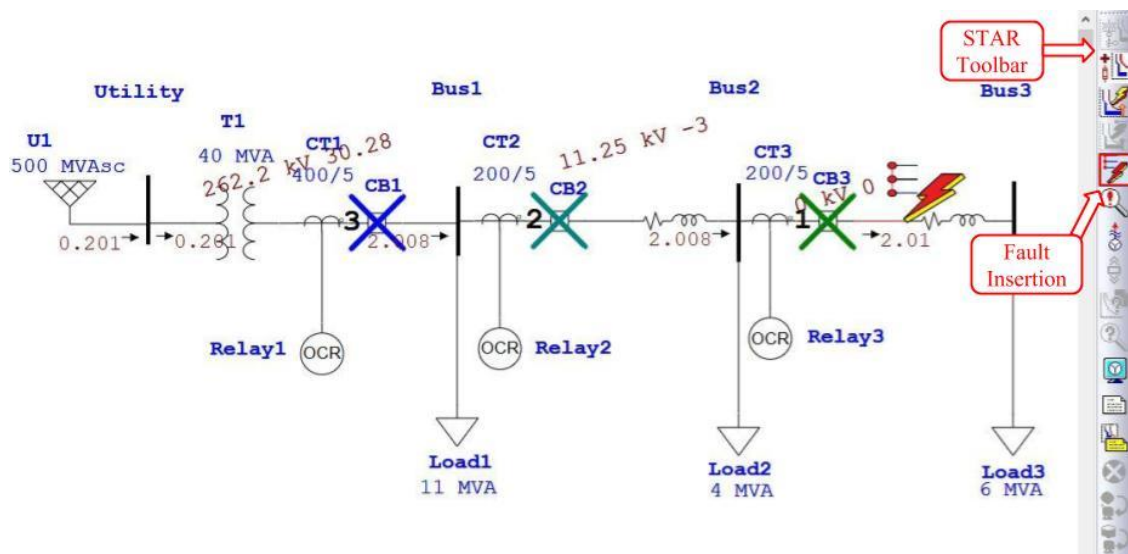 STAR
Toolbar
Utility
Bus1
Bus2
Bus3
U1
500 MVAsc
T1
40 MVA
262.2 kV 30.28
CT1
400/5
CB1
CT2
200/5
11.25 kV -3
CB2
CT3
200/5
CB3
0 kV 0
3
2
1
0.201
0.201
2.008
2.008
2.01
Fault
Insertion
Relay1
OCR
OCR
Relay2
OCR
Relay3
Load1
11 MVA
Load2
4 MVA
Load3
6 MVA